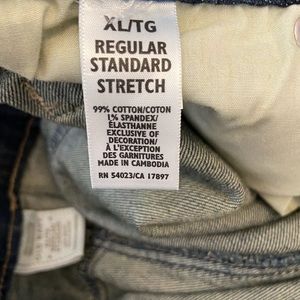 XL/TG
REGULAR
STANDARD
STRETCH
99% COTTON/COTON
1% SPANDEX/
ÉLASTHANNE
EXCLUSIVE OF
DECORATION/
À L'EXCEPTION
DES GARNITURES
MADE IN CAMBODIA
RN 54023/CA 17897